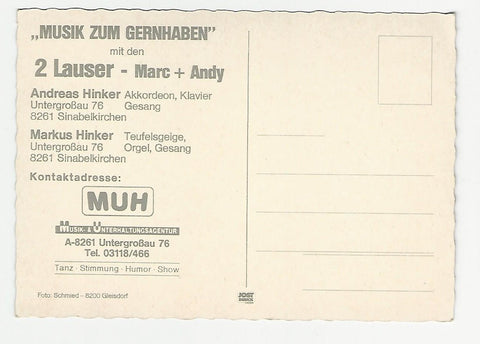 „MUSIK ZUM GERNHABEN"
mit den
2 Lauser - Marc + Andy
Andreas Hinker Akkordeon, Klavier
Untergroßau 76 Gesang
8261 Sinabelkirchen
Markus Hinker Teufelsgeige,
Untergroßau 76 Orgel, Gesang
8261 Sinabelkirchen
Kontaktadresse:
MUH
MUSIK- & UNTERHALTUNGSAGENTUR
A-8261 Untergroßau 76
Tel. 03118/466
Tanz · Stimmung · Humor · Show
Foto: Schmied – 8200 Gleisdorf
JOST